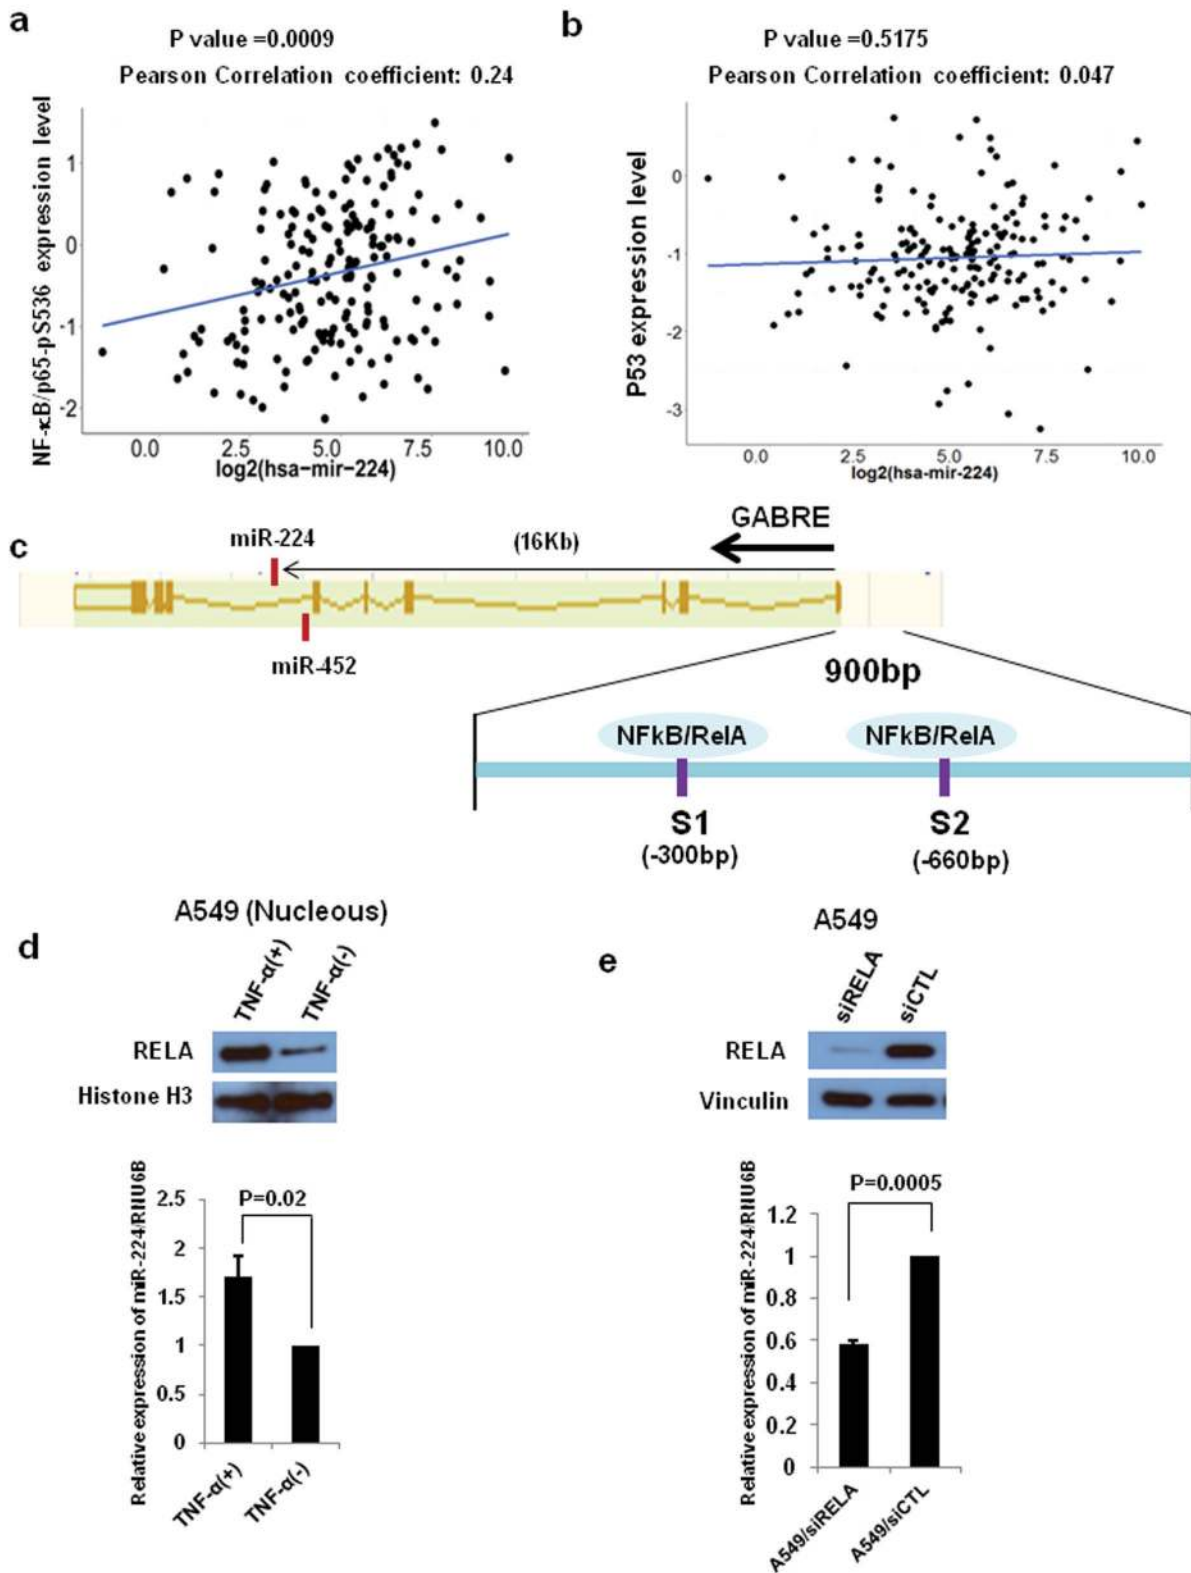 a
P value =0.0009
Pearson Correlation coefficient: 0.24
NF-κB/p65-pS536 expression level
1
0
-1
-2
0.0 2.5 5.0 7.5 10.0
log2(hsa-mir-224)
b
P value =0.5175
Pearson Correlation coefficient: 0.047
P53 expression level
0
-1
-2
-3
0.0 2.5 5.0 7.5 10.0
log2(hsa-mir-224)
c
miR-224
(16Kb)
GABRE
miR-452
900bp
NFkB/RelA NFkB/RelA
S1 S2
(-300bp) (-660bp)
d
A549 (Nucleous)
TNF-α(+) TNF-α(-)
RELA
Histone H3
Relative expression of miR-224/RNU6B
P=0.02
2.5
2
1.5
1
0.5
0
TNF-α(+) TNF-α(-)
e
A549
siRELA siCTL
RELA
Vinculin
Relative expression of miR-224/RNU6B
P=0.0005
1.2
1
0.8
0.6
0.4
0.2
0
A549/siRELA A549/siCTL